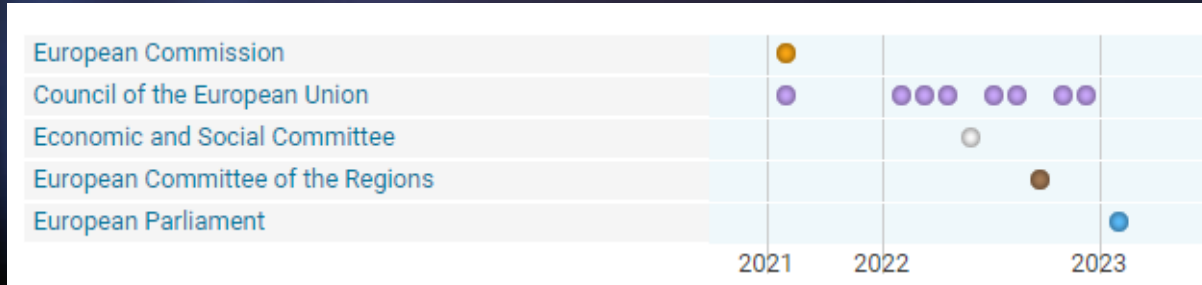 European Commission
Council of the European Union
Economic and Social Committee
European Committee of the Regions
European Parliament
2021 2022 2023